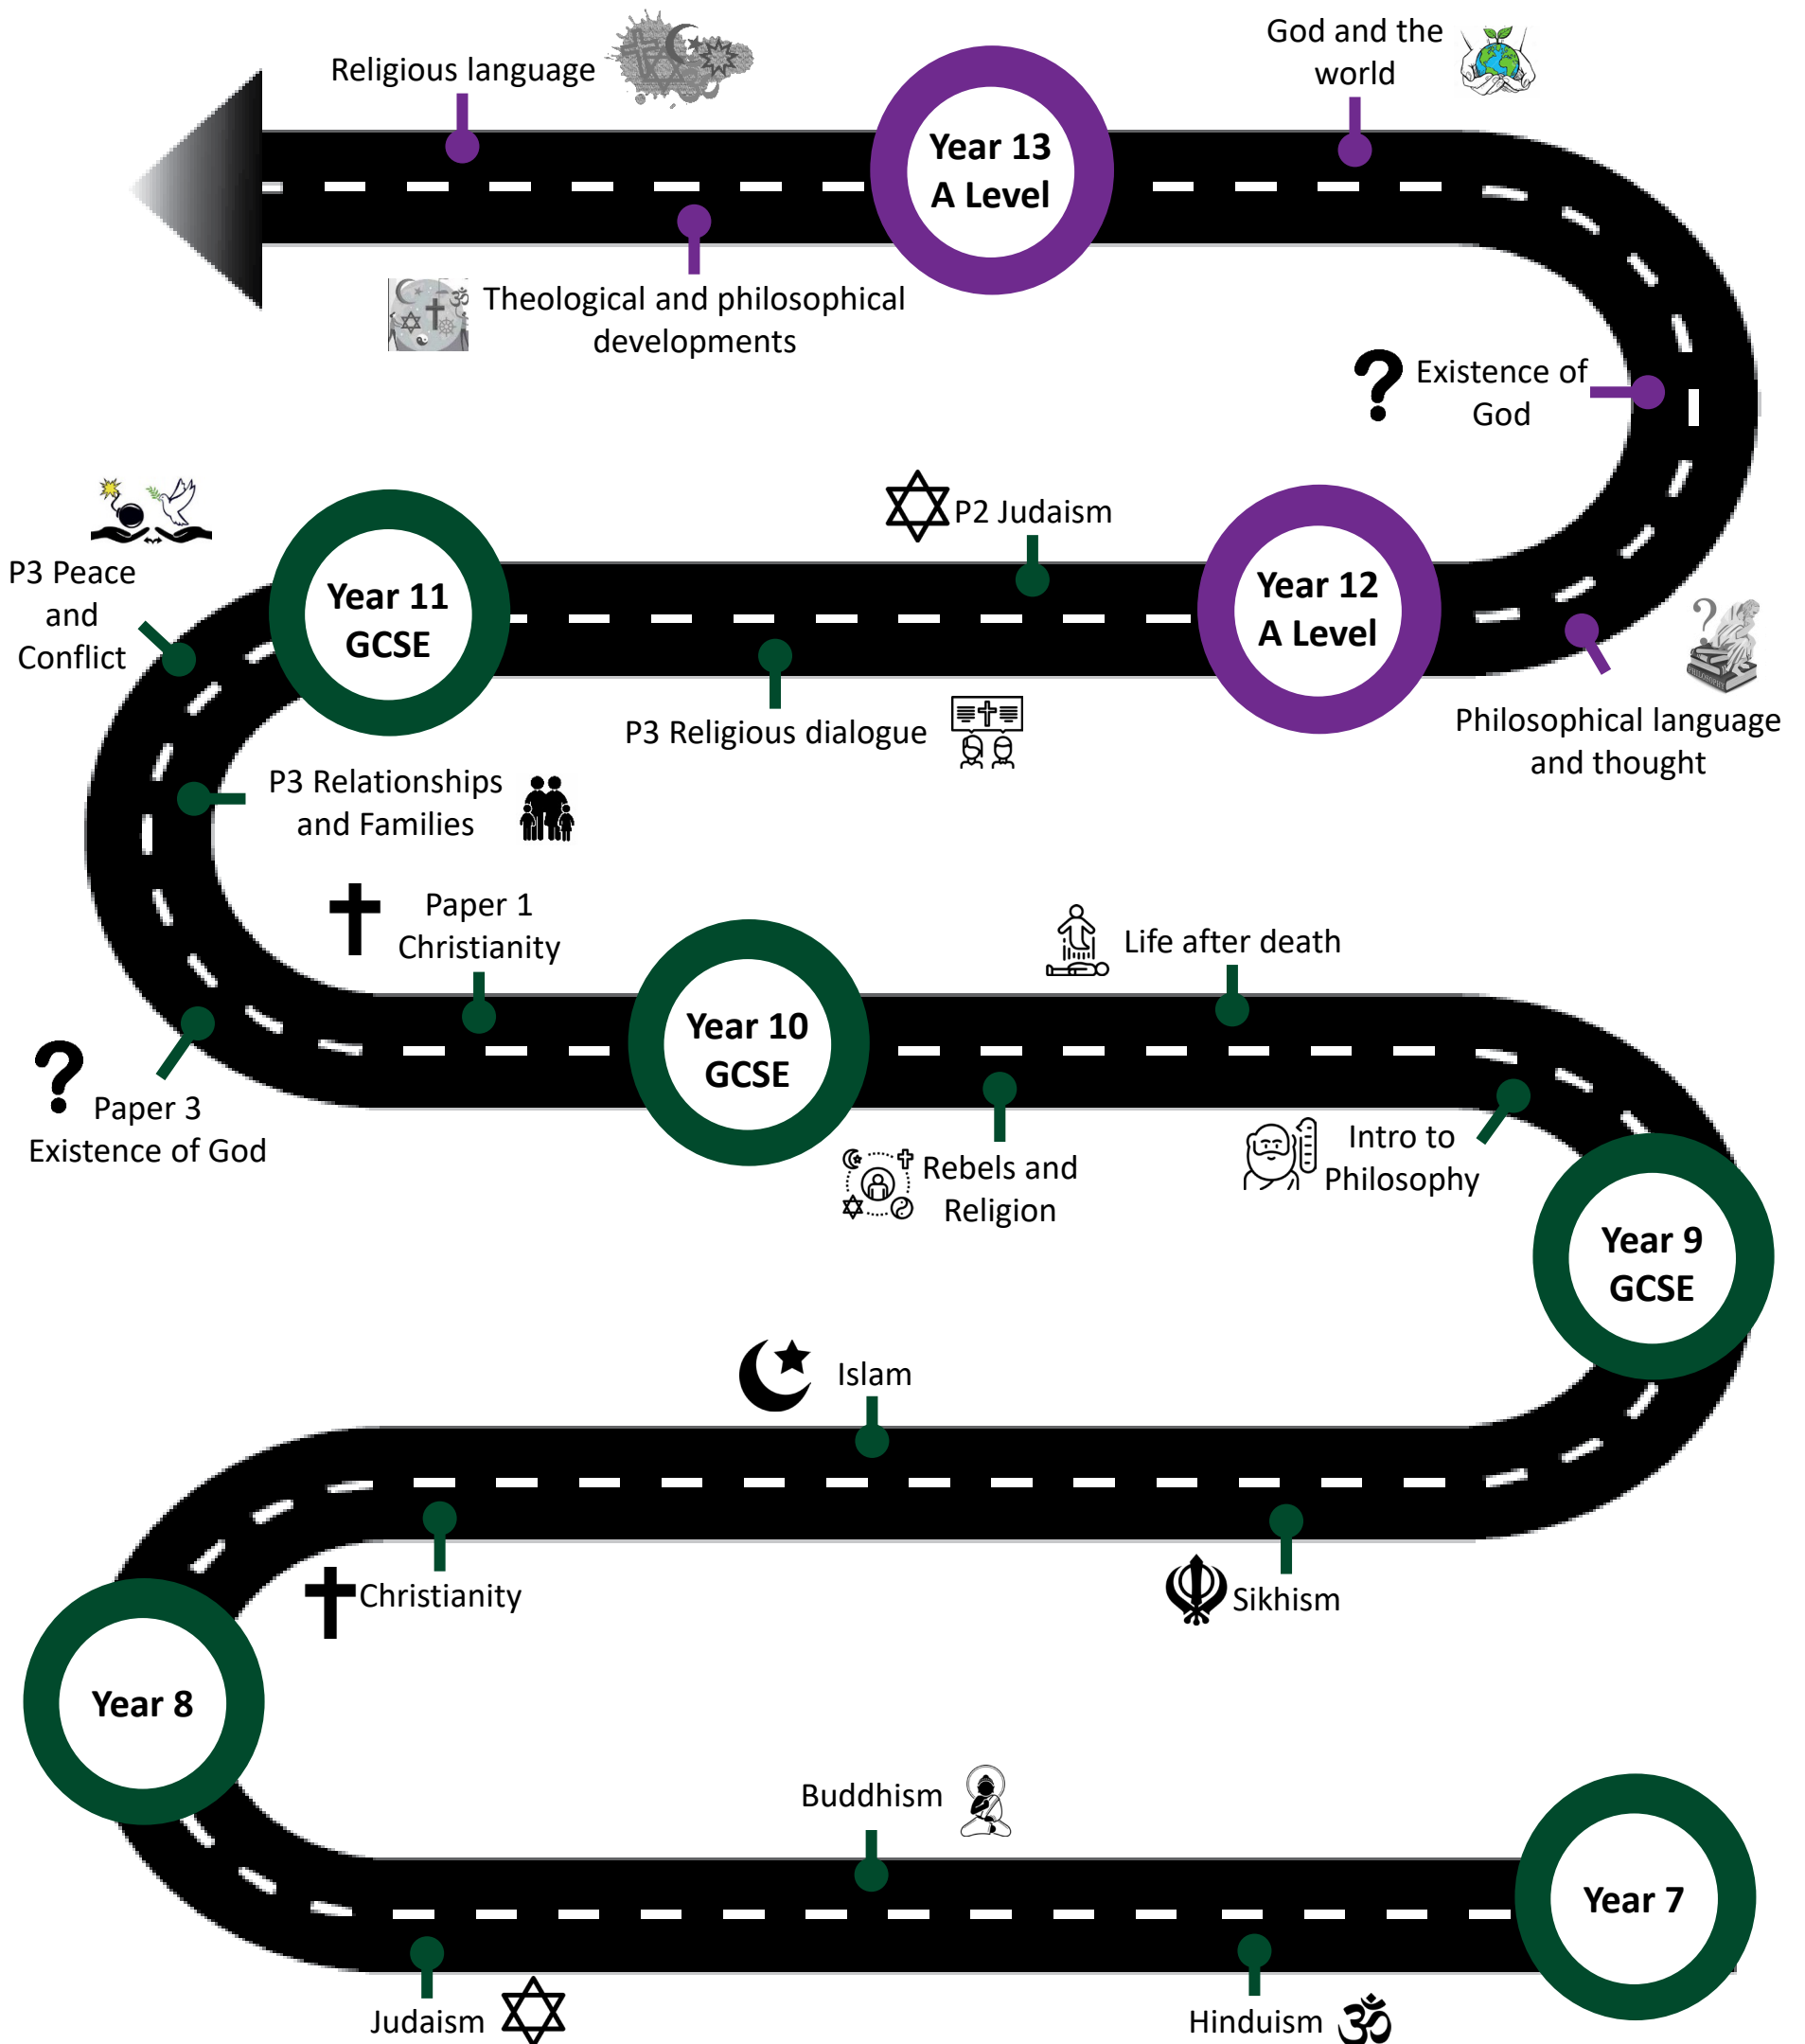 Religious language
God and the
world
Year 13
A Level
Theological and philosophical
developments
Existence of
God
P2 Judaism
P3 Peace
and
Conflict
Year 11
GCSE
Year 12
A Level
P3 Religious dialogue
Philosophical language
and thought
PHILOSOPHY
P3 Relationships
and Families
Paper 1
Christianity
Life after death
Year 10
GCSE
Paper 3
Existence of God
Rebels and
Religion
Intro to
Philosophy
Year 9
GCSE
Islam
Christianity
Sikhism
Year 8
Buddhism
Year 7
Judaism
Hinduism